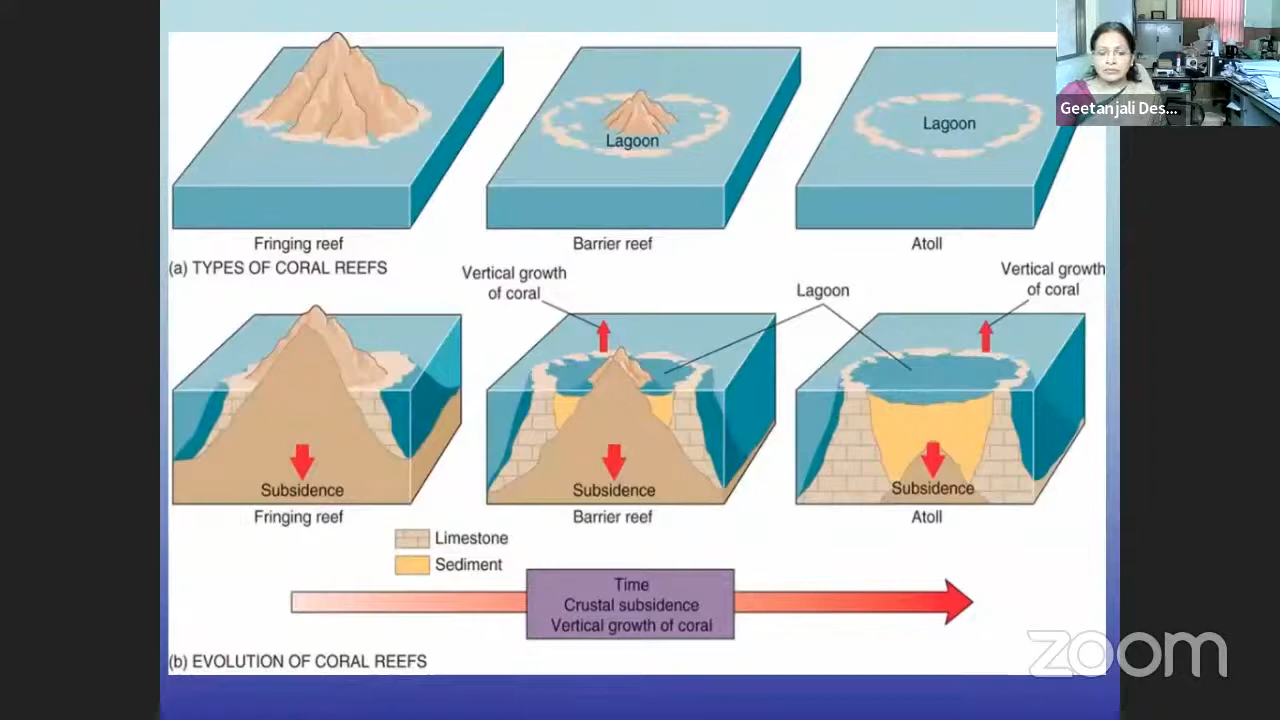 Geetanjali Des...
Lagoon
Lagoon
Fringing reef
Barrier reef
Atoll
(a) TYPES OF CORAL REEFS
Vertical growth
of coral
Lagoon
Vertical growth
of coral
Subsidence
Subsidence
Subsidence
Fringing reef
Barrier reef
Atoll
Limestone
Sediment
Time
Crustal subsidence
Vertical growth of coral
(b) EVOLUTION OF CORAL REEFS
zoom